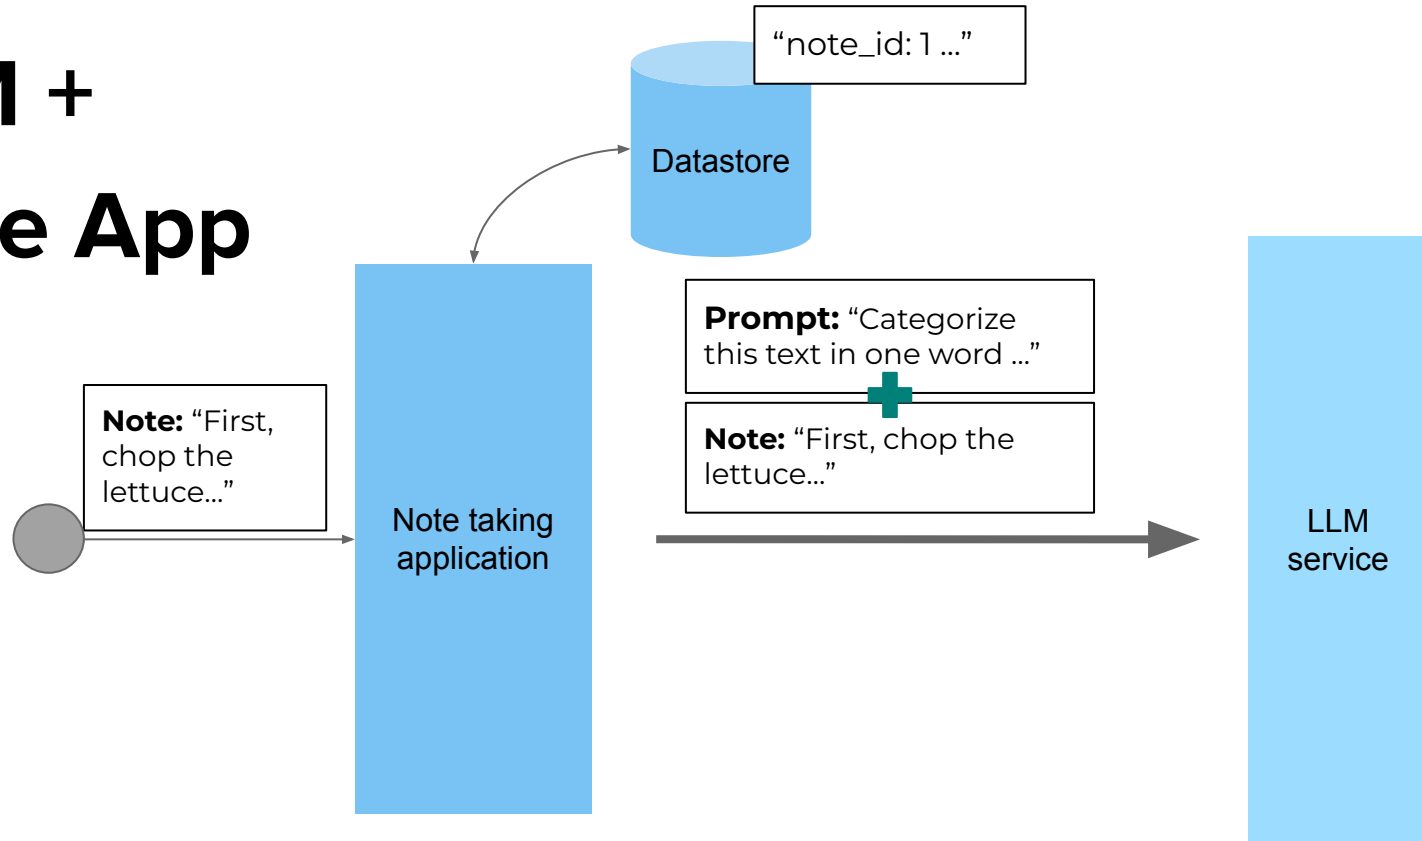 +
e App
“note_id: 1 ...”
Datastore
Prompt: “Categorize
this text in one word ...”
Note: “First, chop the
lettuce...”
Note: “First,
chop the
lettuce...”
Note taking
application
LLM
service